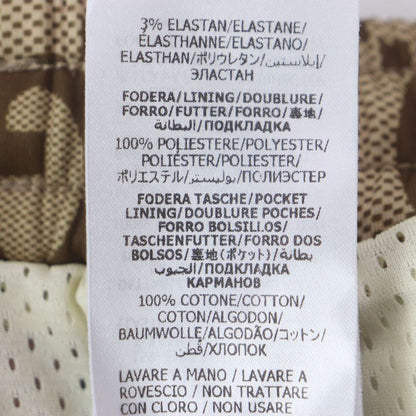 3% ELASTAN/ELASTANE/
ELASTHANNE/ELASTANO/
ELASTHAN/ポリウレタン/إيلاستين/
ЭЛАСТАН
FODERA/LINING/DOUBLURE/
FORRO/FUTTER/FORRO/裏地/
البطانة/ПОДКЛАДКА
100% POLIESTERE/POLYESTER/
POLIÉSTER/POLIESTER/
ポリエステル/بوليستر/ПОЛИЭСТЕР
FODERA TASCHE/POCKET
LINING/DOUBLURE POCHES/
FORRO BOLSILLOS/
TASCHENFUTTER/FORRO DOS
BOLSOS/裏地(ポケット)/بطانة
الجيوب/ПОДКЛАДКА
КАРМАНОВ
100% COTONE/COTTON/
COTON/ALGODON/
BAUMWOLLE/ALGODÃO/コットン/
قطن/ХЛОПОК
LAVARE A MANO / LAVARE A
ROVESCIO / NON TRATTARE
CON CLORO / NON USARE